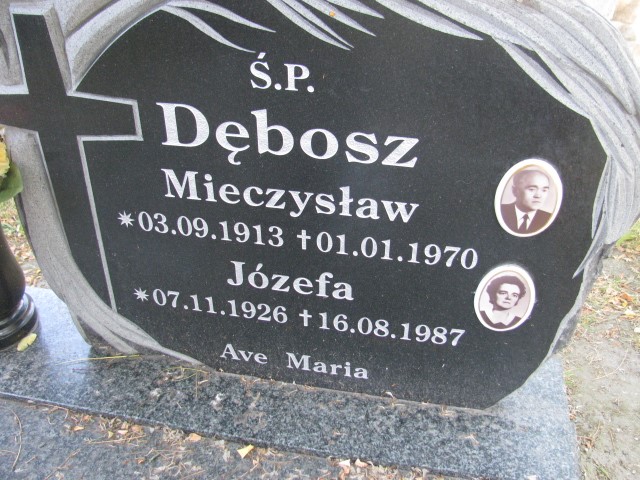 Ś.P.
Dębosz
Mieczysław
*03.09.1913 †01.01.1970
Józefa
*07.11.1926 †16.08.1987
Ave Maria